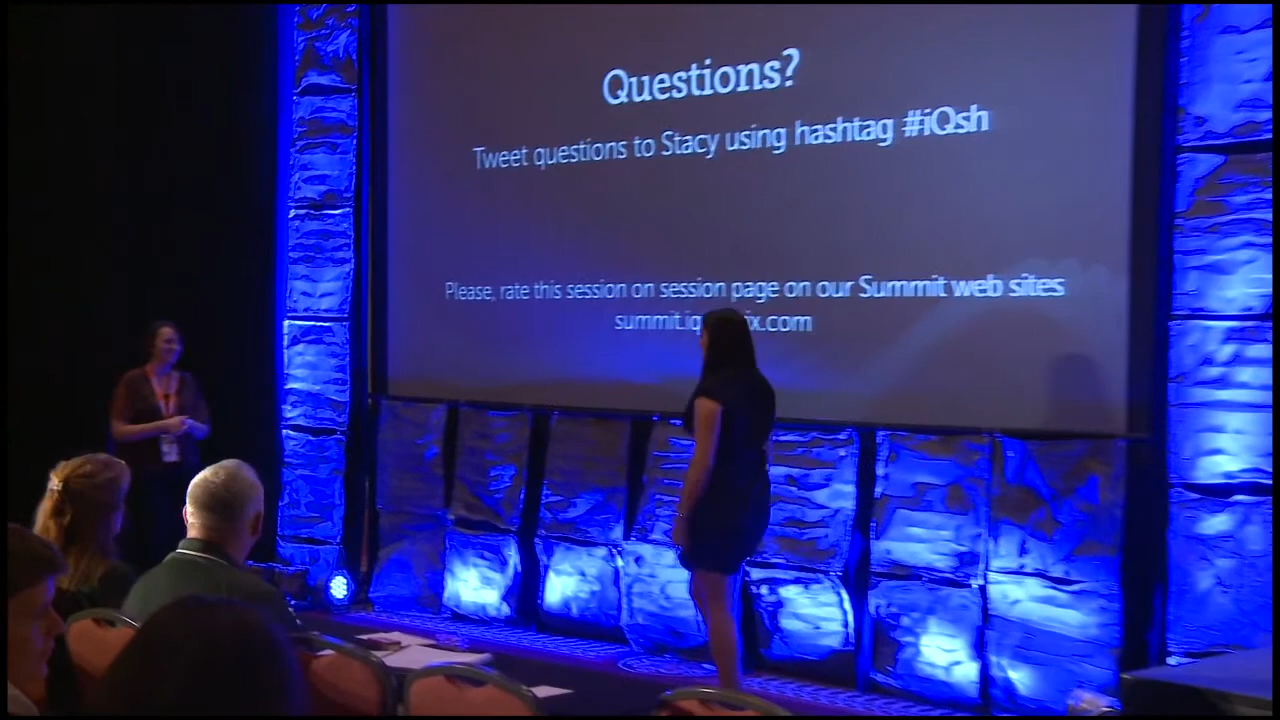 Questions?
Tweet questions to Stacy using hashtag #iQsh
Please, rate this session on session page on our Summit web sites